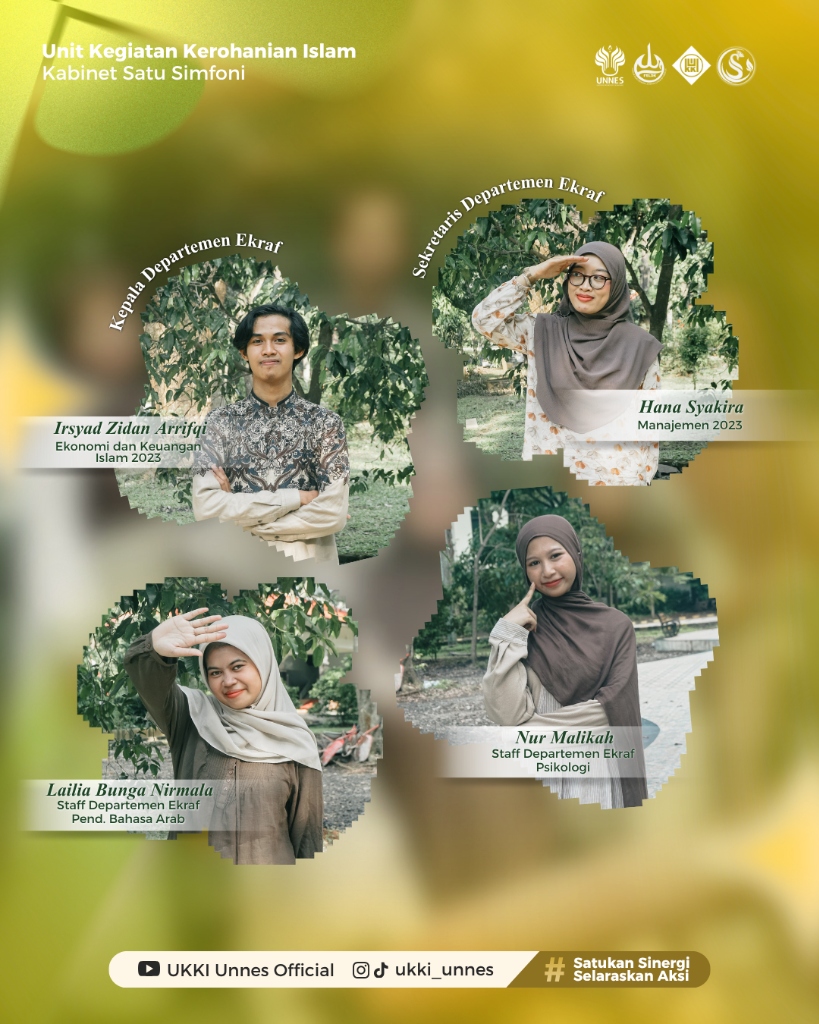 Unit Kegiatan Kerohanian Islam
Kabinet Satu Simfoni
UNNES
UKKI
Kepala Departemen Ekraf
Irsyad Zidan Arrifqi
Ekonomi dan Keuangan
Islam 2023
Sekretaris Departemen Ekraf
Hana Syakira
Manajemen 2023
Lailia Bunga Nirmala
Staff Departemen Ekraf
Pend. Bahasa Arab
Nur Malikah
Staff Departemen Ekraf
Psikologi
UKKI Unnes Official
ukki_unnes
# Satukan Sinergi
Selaraskan Aksi